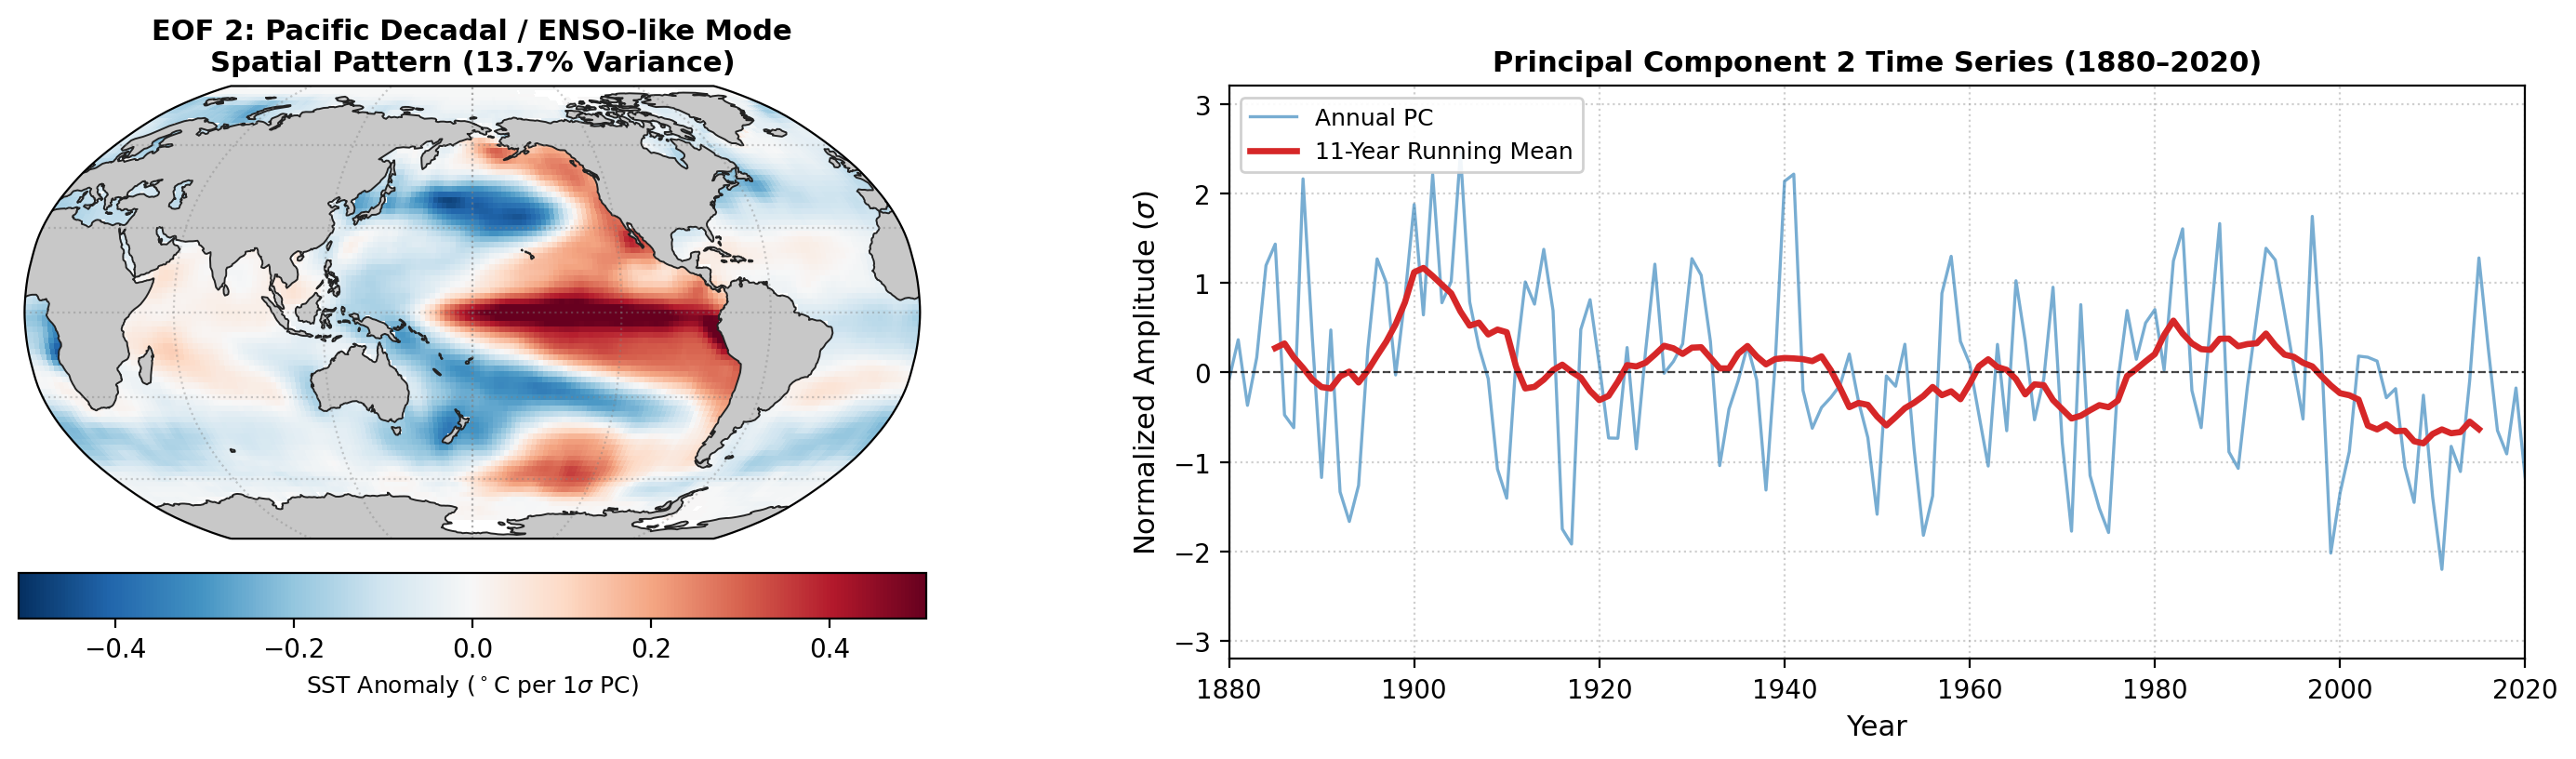 EOF 2: Pacific Decadal / ENSO-like Mode
Spatial Pattern (13.7% Variance)
−0.4 −0.2 0.0 0.2 0.4
SST Anomaly (°C per 1σ PC)
Principal Component 2 Time Series (1880–2020)
Annual PC
11-Year Running Mean
Normalized Amplitude (σ)
3
2
1
0
−1
−2
−3
1880 1900 1920 1940 1960 1980 2000 2020
Year